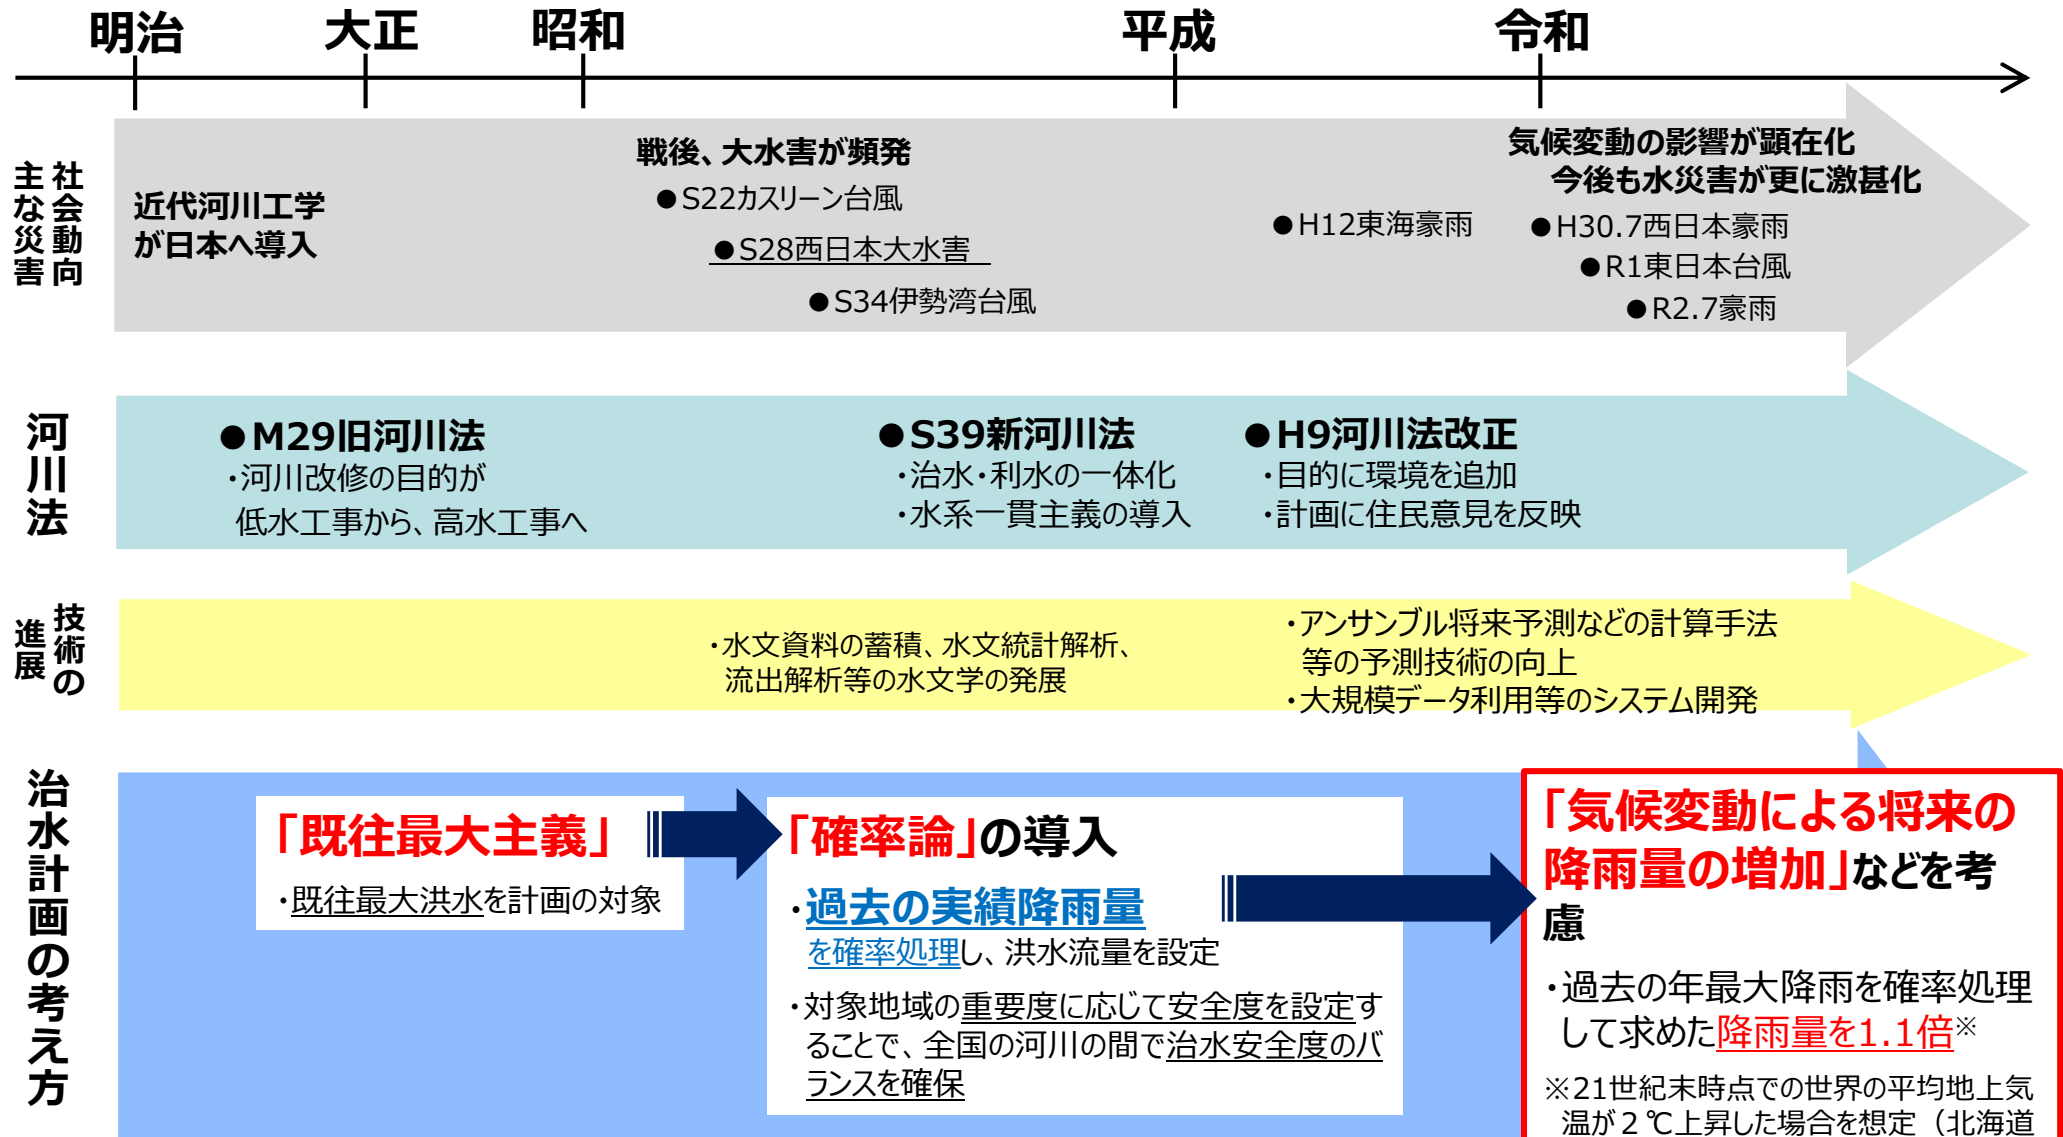 明治
大正
昭和
平成
令和
社会動向
主な災害
近代河川工学
が日本へ導入
戦後、大水害が頻発
●S22カスリーン台風
●S28西日本大水害
●S34伊勢湾台風
●H12東海豪雨
気候変動の影響が顕在化
今後も水災害が更に激甚化
●H30.7西日本豪雨
●R1東日本台風
●R2.7豪雨
河川法
●M29旧河川法
・河川改修の目的が
低水工事から、高水工事へ
●S39新河川法
・治水・利水の一体化
・水系一貫主義の導入
●H9河川法改正
・目的に環境を追加
・計画に住民意見を反映
技術の
進展
・水文資料の蓄積、水文統計解析、
流出解析等の水文学の発展
・アンサンブル将来予測などの計算手法
等の予測技術の向上
・大規模データ利用等のシステム開発
治水計画の考え方
「既往最大主義」
・既往最大洪水を計画の対象
「確率論」の導入
・過去の実績降雨量
を確率処理し、洪水流量を設定
・対象地域の重要度に応じて安全度を設定す
ることで、全国の河川の間で治水安全度のバ
ランスを確保
「気候変動による将来の
降雨量の増加」などを考
慮
・過去の年最大降雨を確率処理
して求めた降雨量を1.1倍※
※21世紀末時点での世界の平均地上気
温が２℃上昇した場合を想定（北海道